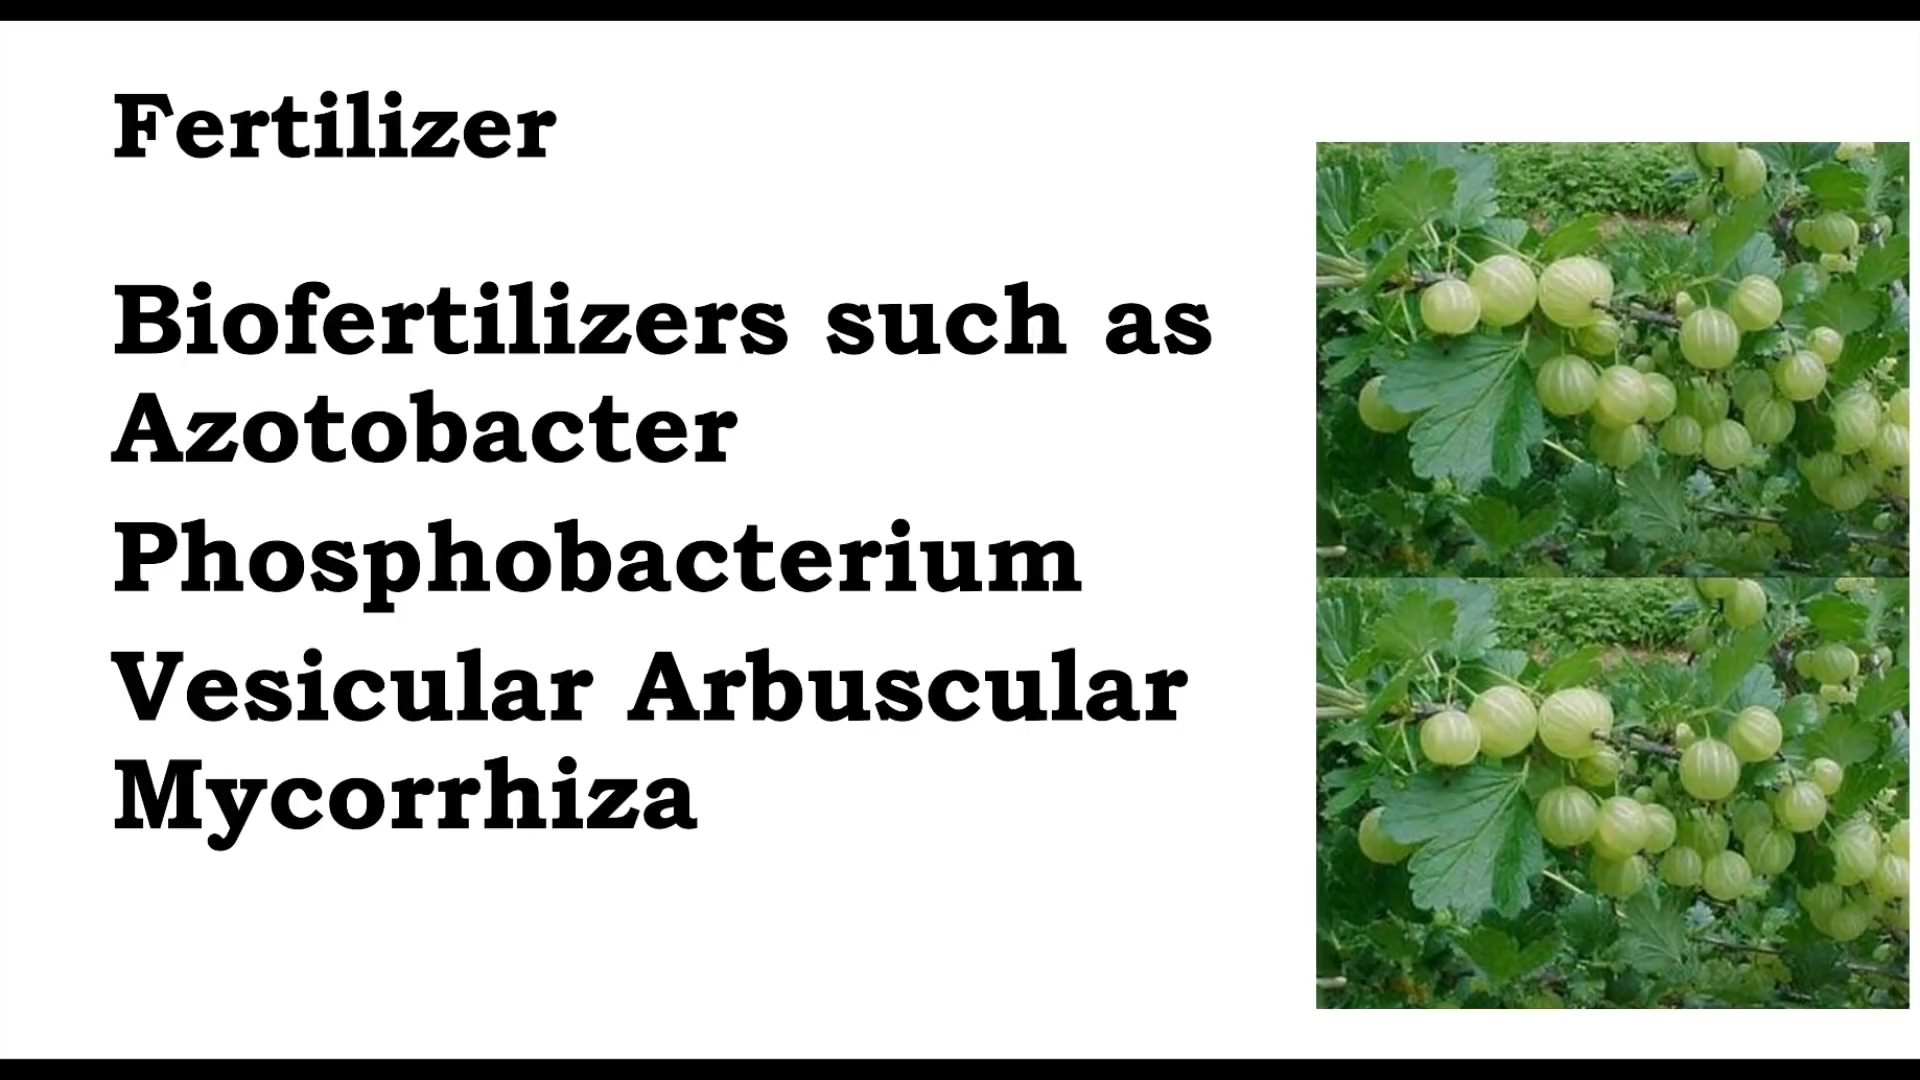 Fertilizer
Biofertilizers such as
Azotobacter
Phosphobacterium
Vesicular Arbuscular
Mycorrhiza